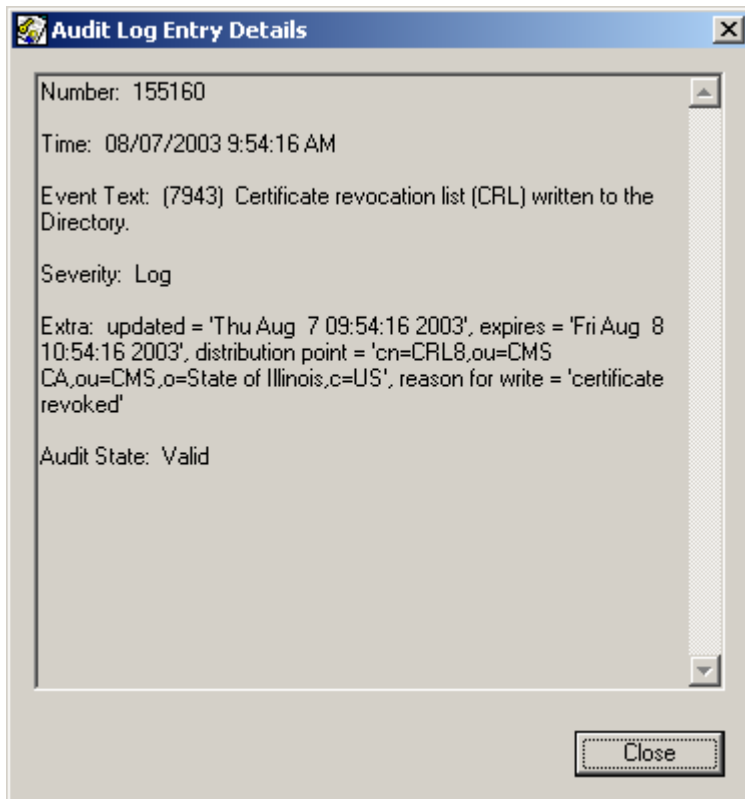 Audit Log Entry Details
Number:  155160
Time:  08/07/2003 9:54:16 AM
Event Text:  (7943)  Certificate revocation list (CRL) written to the
Directory.
Severity:  Log
Extra:  updated = 'Thu Aug  7 09:54:16 2003', expires = 'Fri Aug  8
10:54:16 2003', distribution point = 'cn=CRL8,ou=CMS
CA,ou=CMS,o=State of Illinois,c=US', reason for write = 'certificate
revoked'
Audit State:  Valid
Close